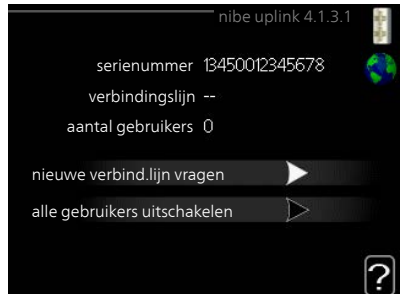 nibe uplink 4.1.3.1
serienummer 13450012345678
verbindingslijn --
aantal gebruikers 0
nieuwe verbind.lijn vragen
alle gebruikers uitschakelen
?